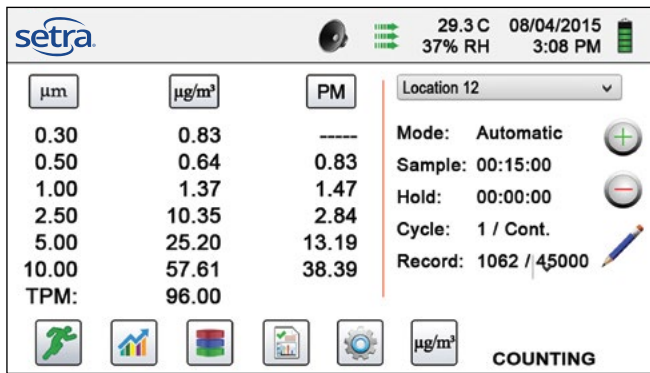 setra
29.3 C 08/04/2015
37% RH 3:08 PM
µm µg/m³ PM
Location 12
0.30 0.83 -----
0.50 0.64 0.83
1.00 1.37 1.47
2.50 10.35 2.84
5.00 25.20 13.19
10.00 57.61 38.39
TPM: 96.00
Mode: Automatic
Sample: 00:15:00
Hold: 00:00:00
Cycle: 1 / Cont.
Record: 1062 / 45000
µg/m³
COUNTING